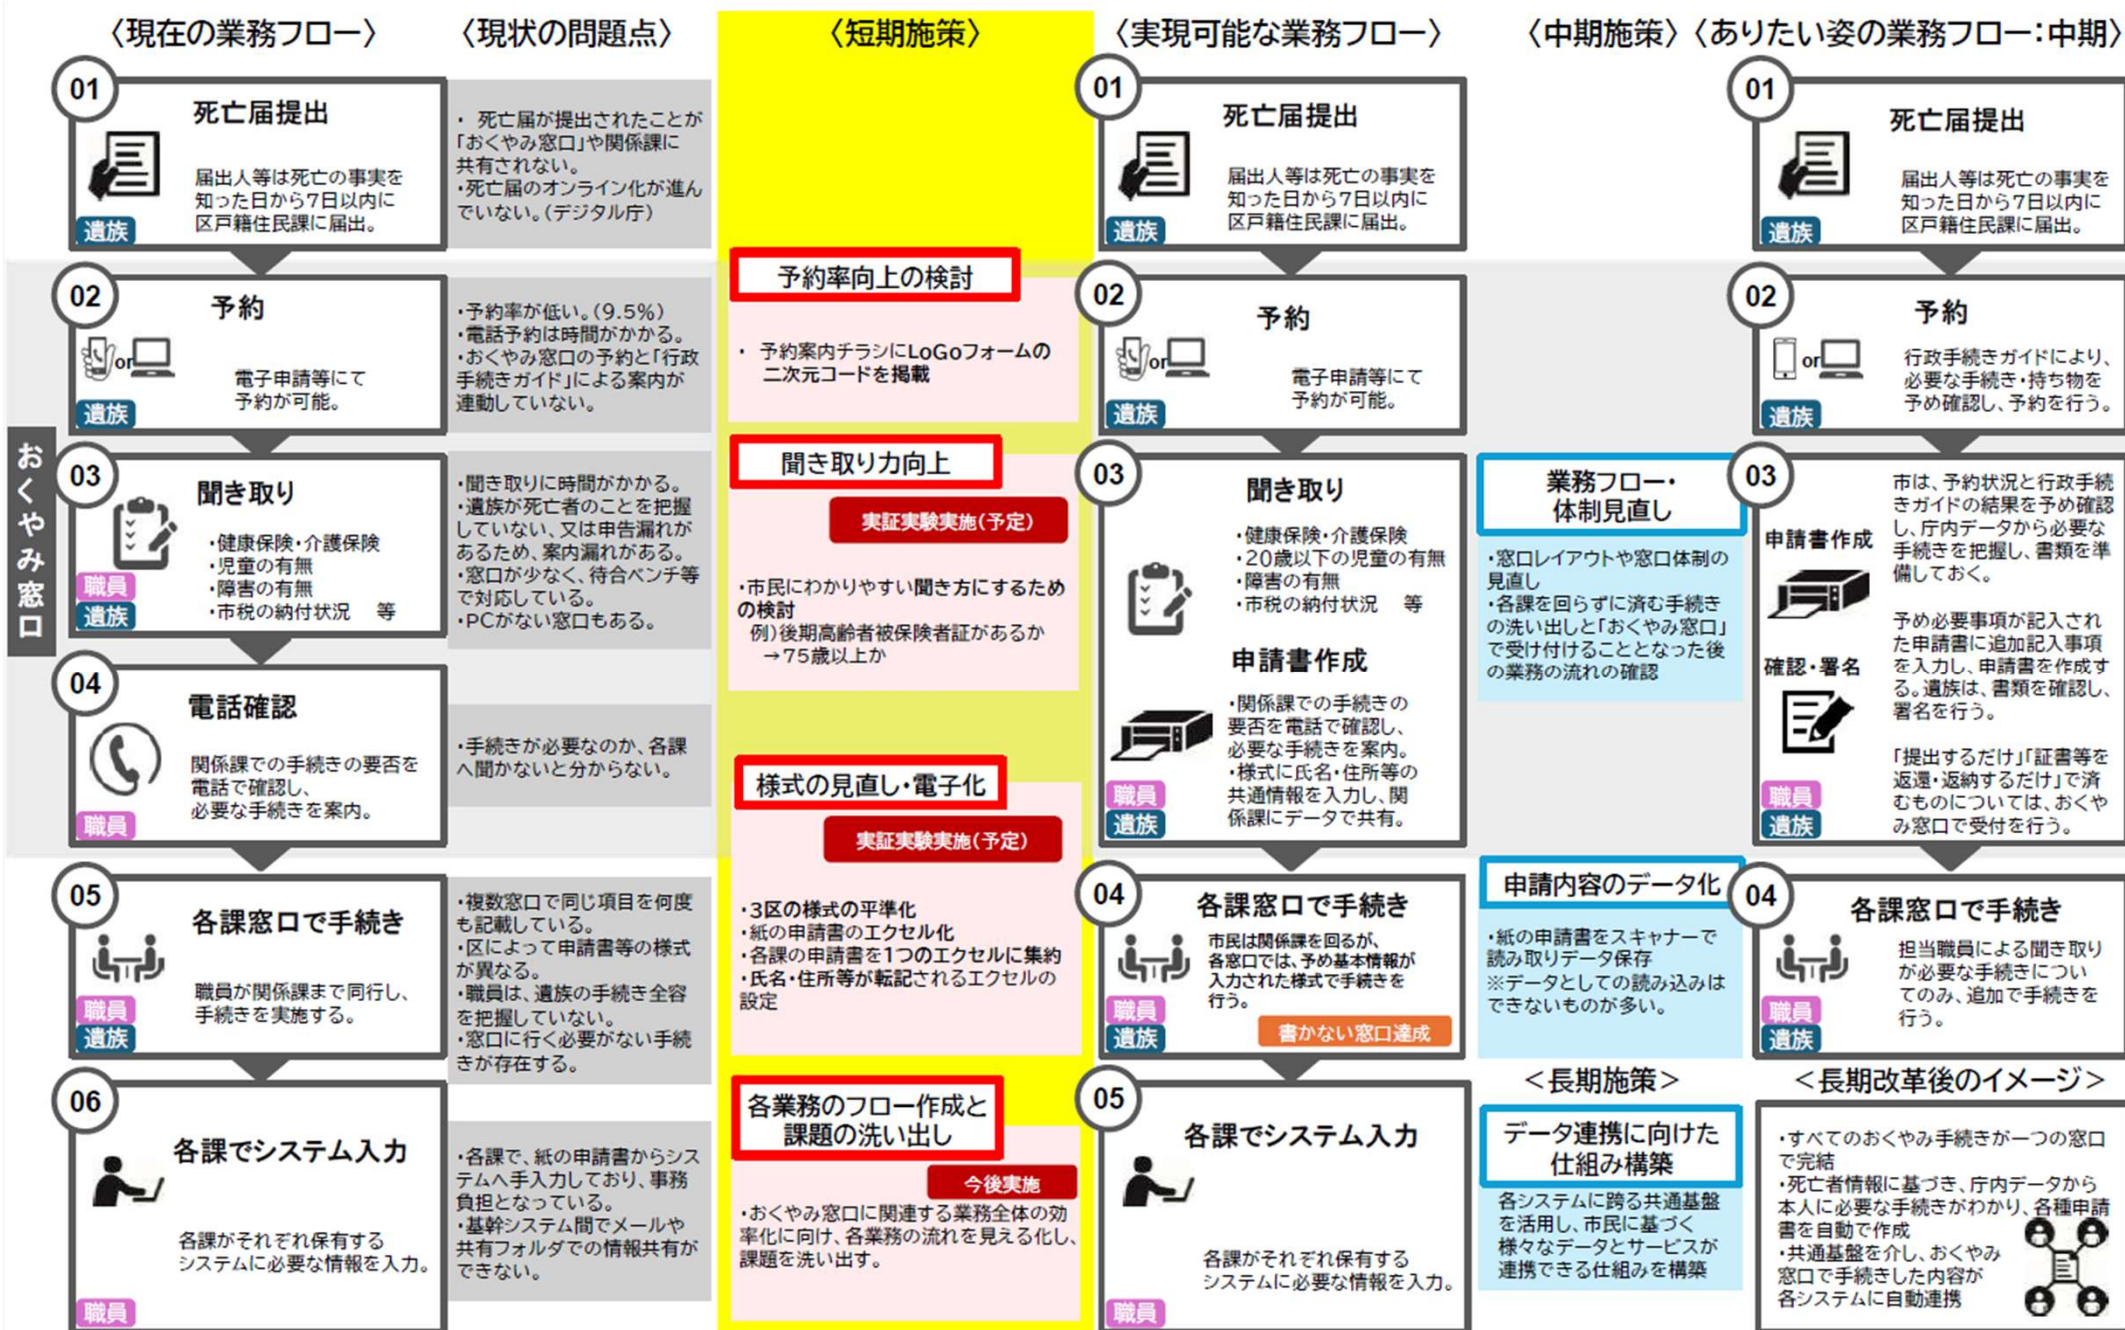 〈現在の業務フロー〉
〈現状の問題点〉
〈短期施策〉
〈実現可能な業務フロー〉
〈中期施策〉
〈ありたい姿の業務フロー：中期〉
おくやみ窓口
01
死亡届提出
届出人等は死亡の事実を
知った日から7日以内に
区戸籍住民課に届出。
遺族
02
予約
or
電子申請等にて
予約が可能。
遺族
03
聞き取り
・健康保険・介護保険
・児童の有無
・障害の有無
・市税の納付状況　等
職員
遺族
04
電話確認
関係課での手続きの要否を
電話で確認し、
必要な手続きを案内。
職員
05
各課窓口で手続き
職員が関係課まで同行し、
手続きを実施する。
職員
遺族
06
各課でシステム入力
各課がそれぞれ保有する
システムに必要な情報を入力。
職員
・ 死亡届が提出されたことが
「おくやみ窓口」や関係課に
共有されない。
・死亡届のオンライン化が進ん
でいない。（デジタル庁）
・予約率が低い。（9.5％）
・電話予約は時間がかかる。
・おくやみ窓口の予約と「行政
手続きガイド」による案内が
連動していない。
・聞き取りに時間がかかる。
・遺族が死亡者のことを把握
していない、又は申告漏れが
あるため、案内漏れがある。
・窓口が少なく、待合ベンチ等
で対応している。
・PCがない窓口もある。
・手続きが必要なのか、各課
へ聞かないと分からない。
・複数窓口で同じ項目を何度
も記載している。
・区によって申請書等の様式
が異なる。
・職員は、遺族の手続き全容
を把握していない。
・窓口に行く必要がない手続
きが存在する。
・各課で、紙の申請書からシス
テムへ手入力しており、事務
負担となっている。
・基幹システム間でメールや
共有フォルダでの情報共有が
できない。
予約率向上の検討
・ 予約案内チラシにLoGoフォームの
二次元コードを掲載
聞き取り力向上
実証実験実施（予定）
・市民にわかりやすい聞き方にするため
の検討
例）後期高齢者被保険者証があるか
→75歳以上か
様式の見直し・電子化
実証実験実施（予定）
・3区の様式の平準化
・紙の申請書のエクセル化
・各課の申請書を1つのエクセルに集約
・氏名・住所等が転記されるエクセルの
設定
各業務のフロー作成と
課題の洗い出し
今後実施
・おくやみ窓口に関連する業務全体の効
率化に向け、各業務の流れを見える化し、
課題を洗い出す。
01
死亡届提出
届出人等は死亡の事実を
知った日から7日以内に
区戸籍住民課に届出。
遺族
02
予約
or
電子申請等にて
予約が可能。
遺族
03
聞き取り
・健康保険・介護保険
・20歳以下の児童の有無
・障害の有無
・市税の納付状況　等
申請書作成
・関係課での手続きの
要否を電話で確認し、
必要な手続きを案内。
・様式に氏名・住所等の
共通情報を入力し、関
係課にデータで共有。
職員
遺族
04
各課窓口で手続き
市民は関係課を回るが、
各窓口では、予め基本情報が
入力された様式で手続きを
行う。
職員
遺族
書かない窓口達成
05
各課でシステム入力
各課がそれぞれ保有する
システムに必要な情報を入力。
職員
業務フロー・
体制見直し
・窓口レイアウトや窓口体制の
見直し
・各課を回らずに済む手続き
の洗い出しと「おくやみ窓口」
で受け付けることとなった後
の業務の流れの確認
申請内容のデータ化
・紙の申請書をスキャナーで
読み取りデータ保存
※データとしての読み込みは
できないものが多い。
＜長期施策＞
データ連携に向けた
仕組み構築
各システムに跨る共通基盤
を活用し、市民に基づく
様々なデータとサービスが
連携できる仕組みを構築
01
死亡届提出
届出人等は死亡の事実を
知った日から7日以内に
区戸籍住民課に届出。
遺族
02
予約
or
行政手続きガイドにより、
必要な手続き・持ち物を
予め確認し、予約を行う。
遺族
03
市は、予約状況と行政手続
きガイドの結果を予め確認
し、庁内データから必要な
手続きを把握し、書類を準
備しておく。
申請書作成
予め必要事項が記入され
た申請書に追加記入事項
を入力し、申請書を作成す
る。遺族は、書類を確認し、
署名を行う。
確認・署名
「提出するだけ」「証書等を
返還・返納するだけ」で済
むものについては、おくや
み窓口で受付を行う。
職員
遺族
04
各課窓口で手続き
担当職員による聞き取り
が必要な手続きについ
てのみ、追加で手続きを
行う。
職員
遺族
＜長期改革後のイメージ＞
・すべてのおくやみ手続きが一つの窓口
で完結
・死亡者情報に基づき、庁内データから
本人に必要な手続きがわかり、各種申請
書を自動で作成
・共通基盤を介し、おくやみ
窓口で手続きした内容が
各システムに自動連携